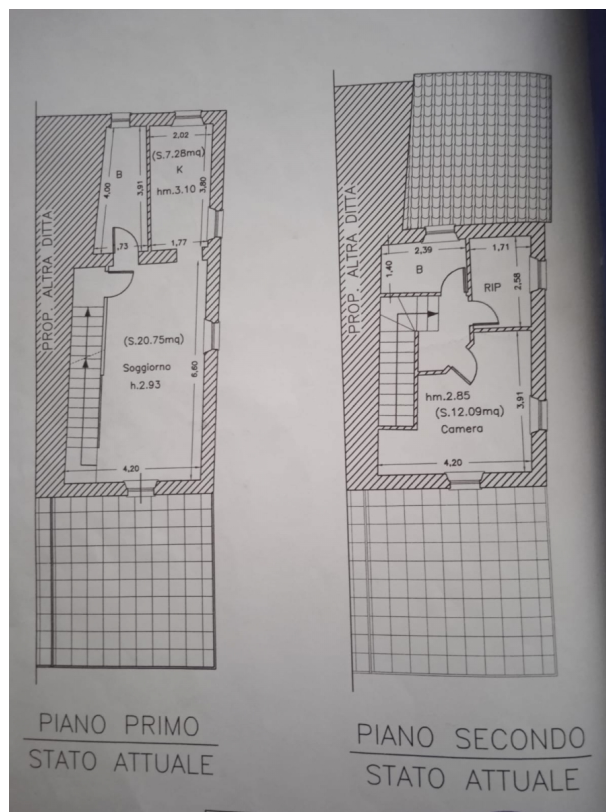 2,02
(S.7.28mq)
K
hm.3.10
B
4,00
3,91
3,80
,73
1,77
PROP. ALTRA DITTA
(S.20.75mq)
Soggiorno
h.2.93
6,60
4,20
PIANO PRIMO
STATO ATTUALE
PROP. ALTRA DITTA
2,39
1,71
1,40
B
RIP
2,58
hm.2.85
(S.12.09mq)
Camera
3,91
4,20
PIANO SECONDO
STATO ATTUALE